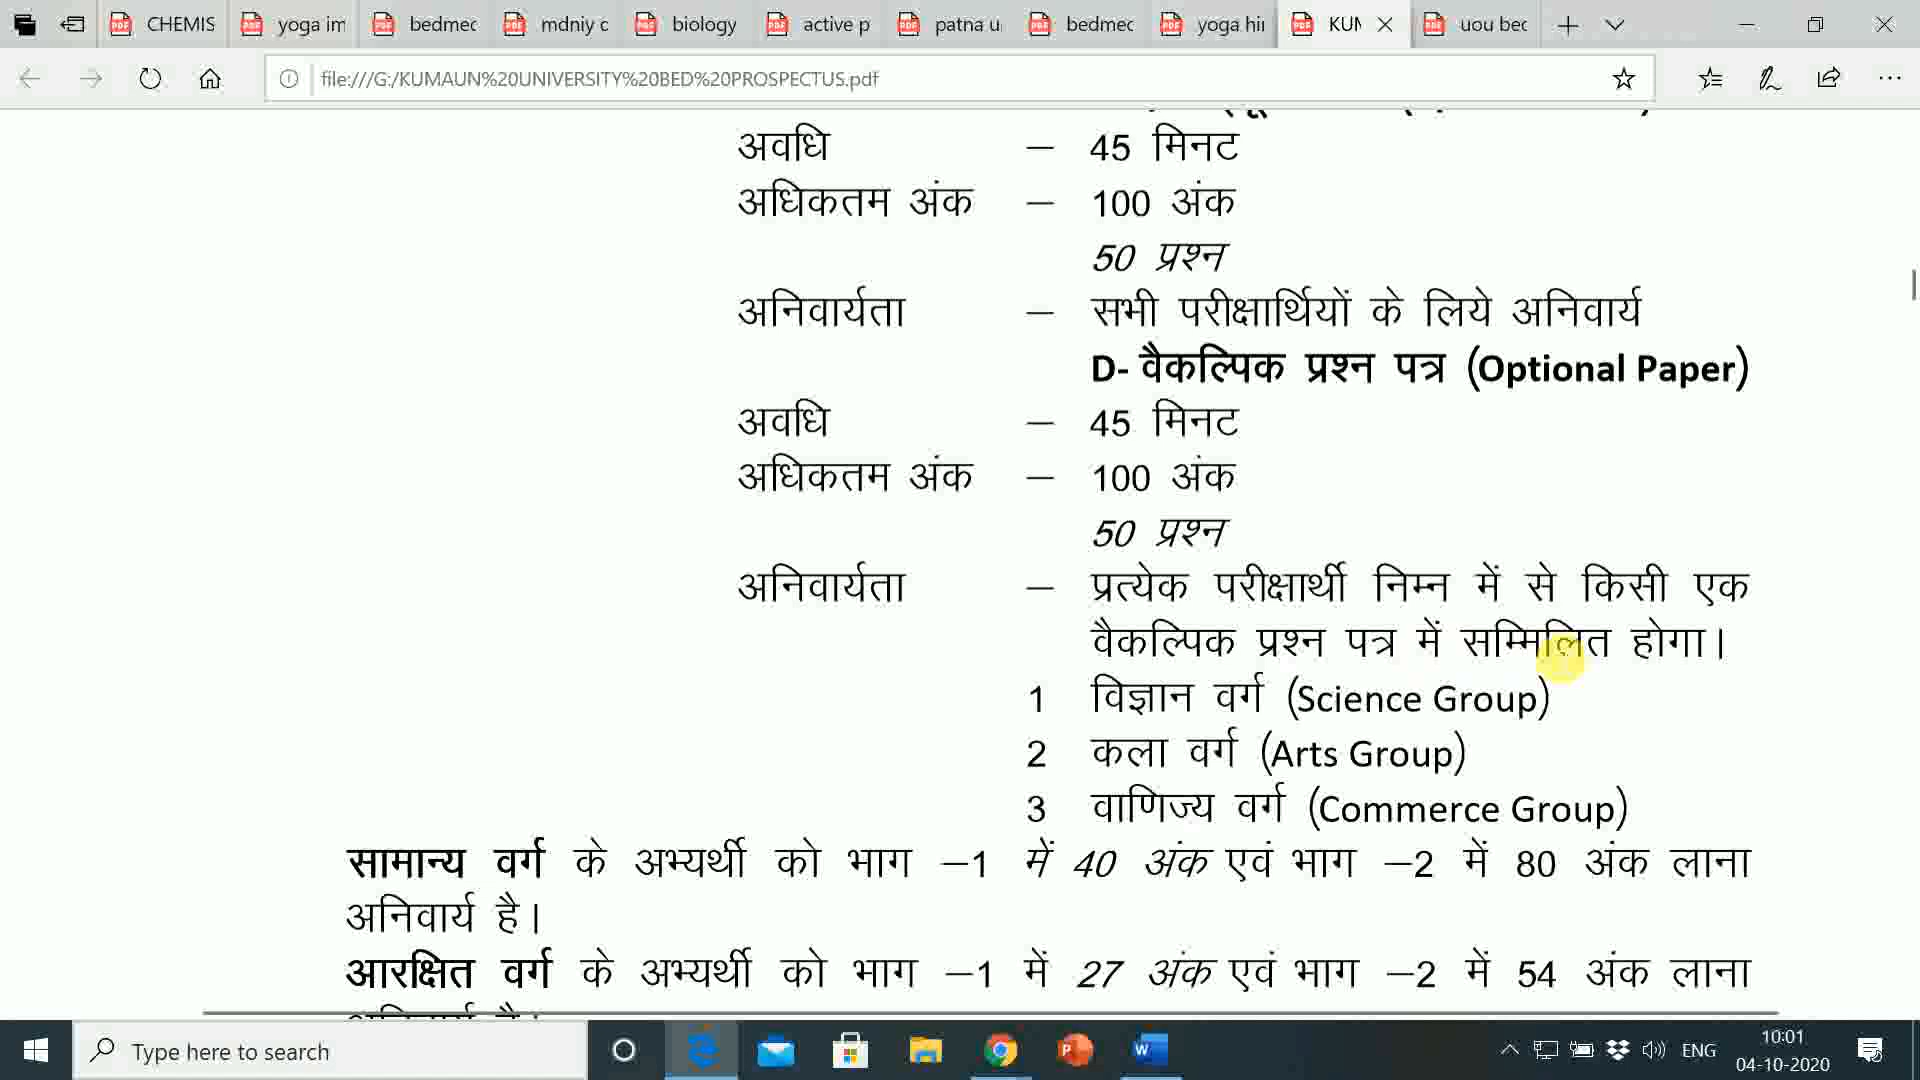 CHEMIS
yoga im
bedmec
mdniy c
biology
active p
patna u
bedmec
yoga hin
KUM
uou bec
file:///G:/KUMAUN%20UNIVERSITY%20BED%20PROSPECTUS.pdf
अवधि – 45 मिनट
अधिकतम अंक – 100 अंक
50 प्रश्न
अनिवार्यता – सभी परीक्षार्थियों के लिये अनिवार्य
D- वैकल्पिक प्रश्न पत्र (Optional Paper)
अवधि – 45 मिनट
अधिकतम अंक – 100 अंक
50 प्रश्न
अनिवार्यता – प्रत्येक परीक्षार्थी निम्न में से किसी एक
वैकल्पिक प्रश्न पत्र में सम्मिलित होगा।
1 विज्ञान वर्ग (Science Group)
2 कला वर्ग (Arts Group)
3 वाणिज्य वर्ग (Commerce Group)
सामान्य वर्ग के अभ्यर्थी को भाग –1 में 40 अंक एवं भाग –2 में 80 अंक लाना
अनिवार्य है।
आरक्षित वर्ग के अभ्यर्थी को भाग –1 में 27 अंक एवं भाग –2 में 54 अंक लाना
Type here to search
ENG
10:01
04-10-2020